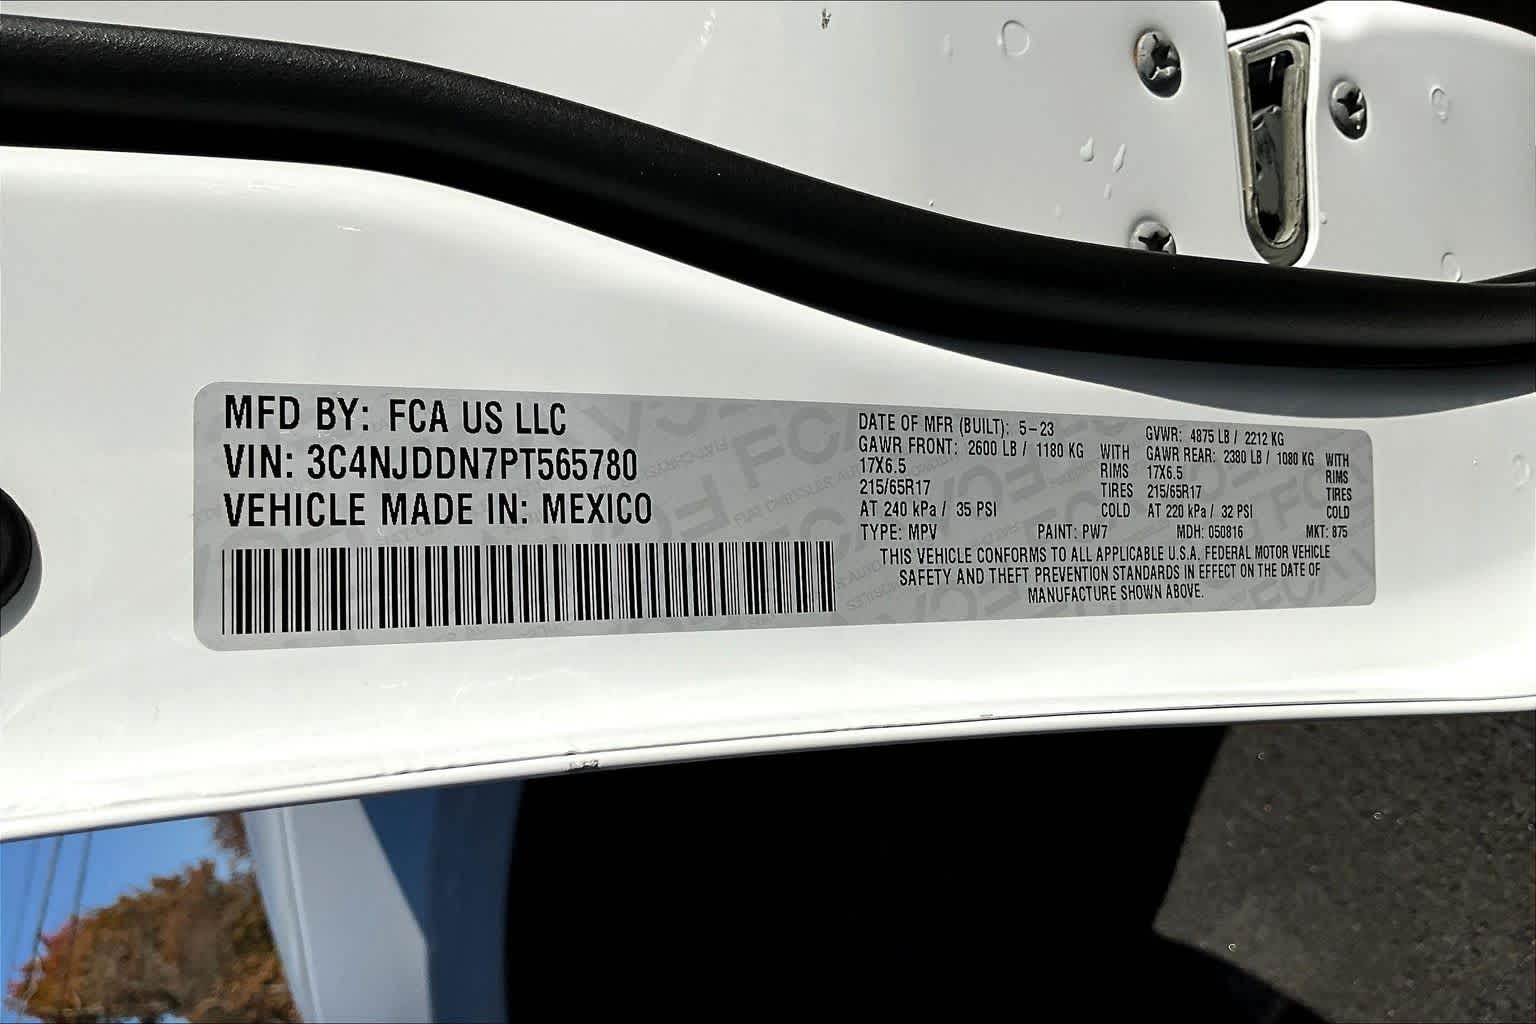 MFD BY: FCA US LLC
VIN: 3C4NJDDN7PT565780
VEHICLE MADE IN: MEXICO
DATE OF MFR (BUILT): 5-23
GAWR FRONT: 2600 LB / 1180 KG WITH
17X6.5 RIMS
215/65R17 TIRES
AT 240 kPa / 35 PSI COLD
GVWR: 4875 LB / 2212 KG
GAWR REAR: 2380 LB / 1080 KG WITH
17X6.5 RIMS
215/65R17 TIRES
AT 220 kPa / 32 PSI COLD
TYPE: MPV PAINT: PW7 MDH: 050816 MKT: 875
THIS VEHICLE CONFORMS TO ALL APPLICABLE U.S.A. FEDERAL MOTOR VEHICLE
SAFETY AND THEFT PREVENTION STANDARDS IN EFFECT ON THE DATE OF
MANUFACTURE SHOWN ABOVE.